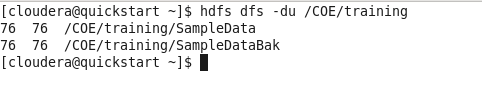 [cloudera@quickstart ~]$ hdfs dfs -du /COE/training
76  76  /COE/training/SampleData
76  76  /COE/training/SampleDataBak
[cloudera@quickstart ~]$